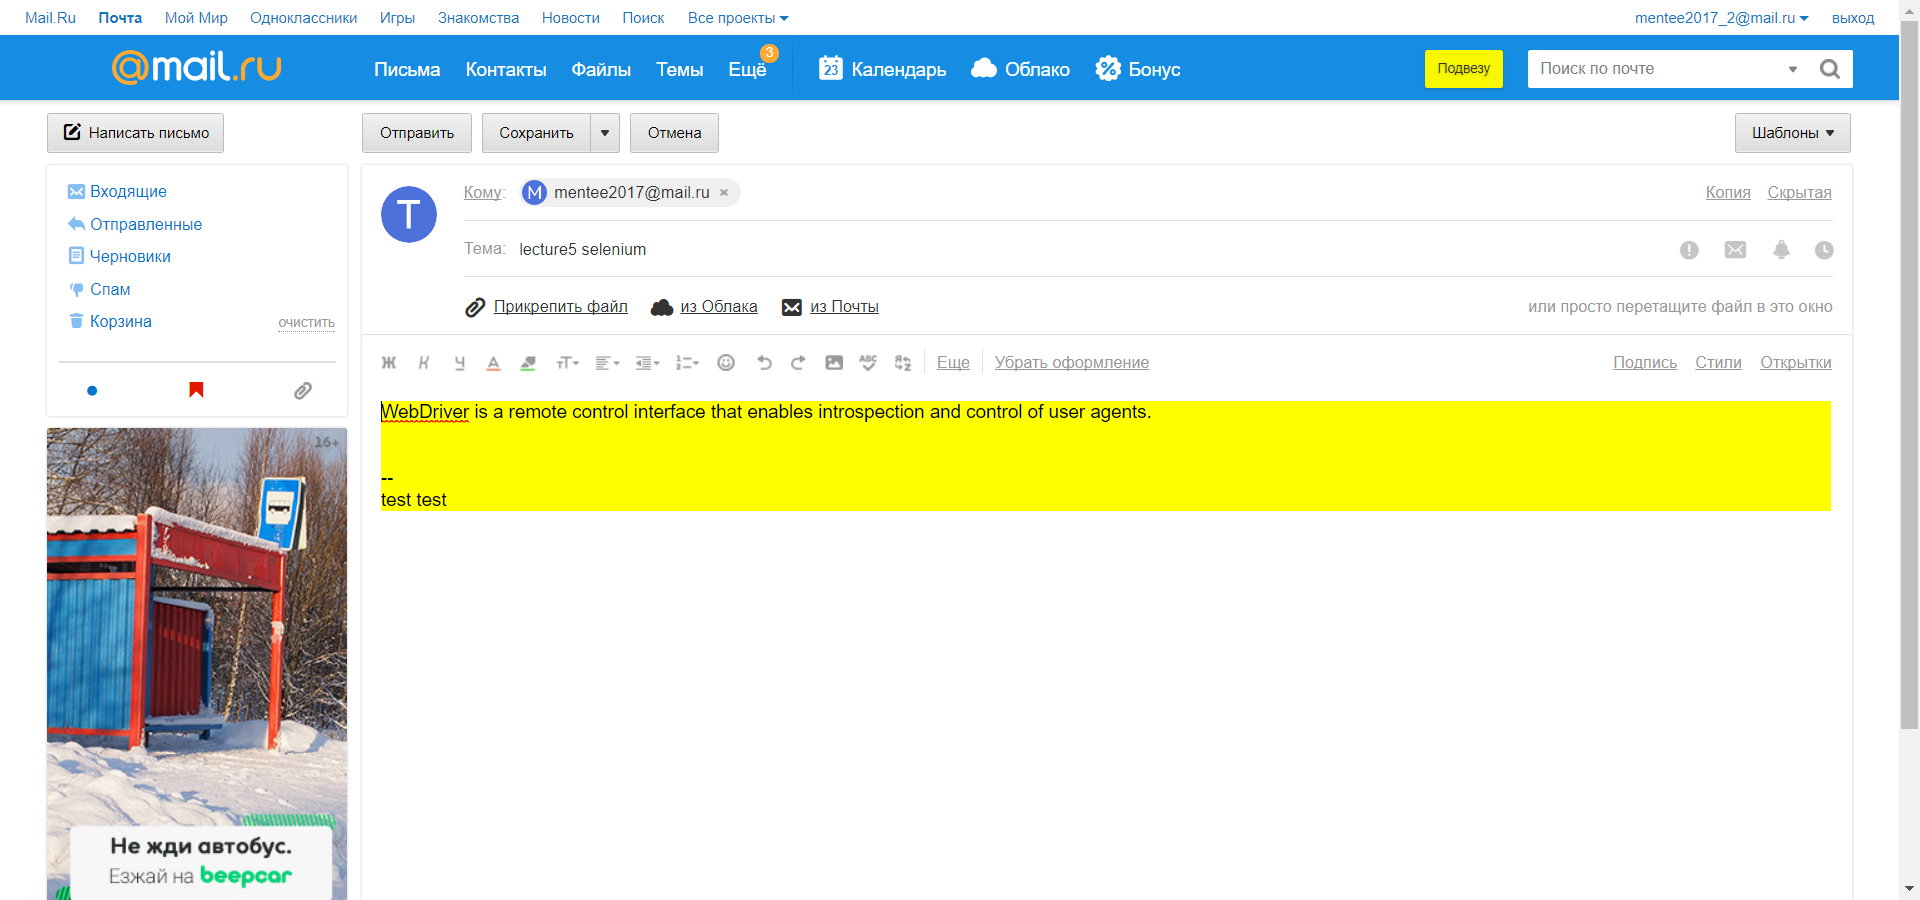 Mail.Ru Почта Мой Мир Одноклассники Игры Знакомства Новости Поиск Все проекты mentee2017_2@mail.ru выход
@mail.ru Письма Контакты Файлы Темы Ещё 3 23 Календарь Облако Бонус Подвезу Поиск по почте
Написать письмо Отправить Сохранить Отмена Шаблоны
Входящие
Отправленные
Черновики
Спам
Корзина очистить
16+
Не жди автобус.
Езжай на beepcar
T Кому: M mentee2017@mail.ru × Копия Скрытая
Тема: lecture5 selenium
Прикрепить файл из Облака из Почты или просто перетащите файл в это окно
Ж К Ч A тТ ABC Еще Убрать оформление Подпись Стили Открытки
WebDriver is a remote control interface that enables introspection and control of user agents.
--
test test